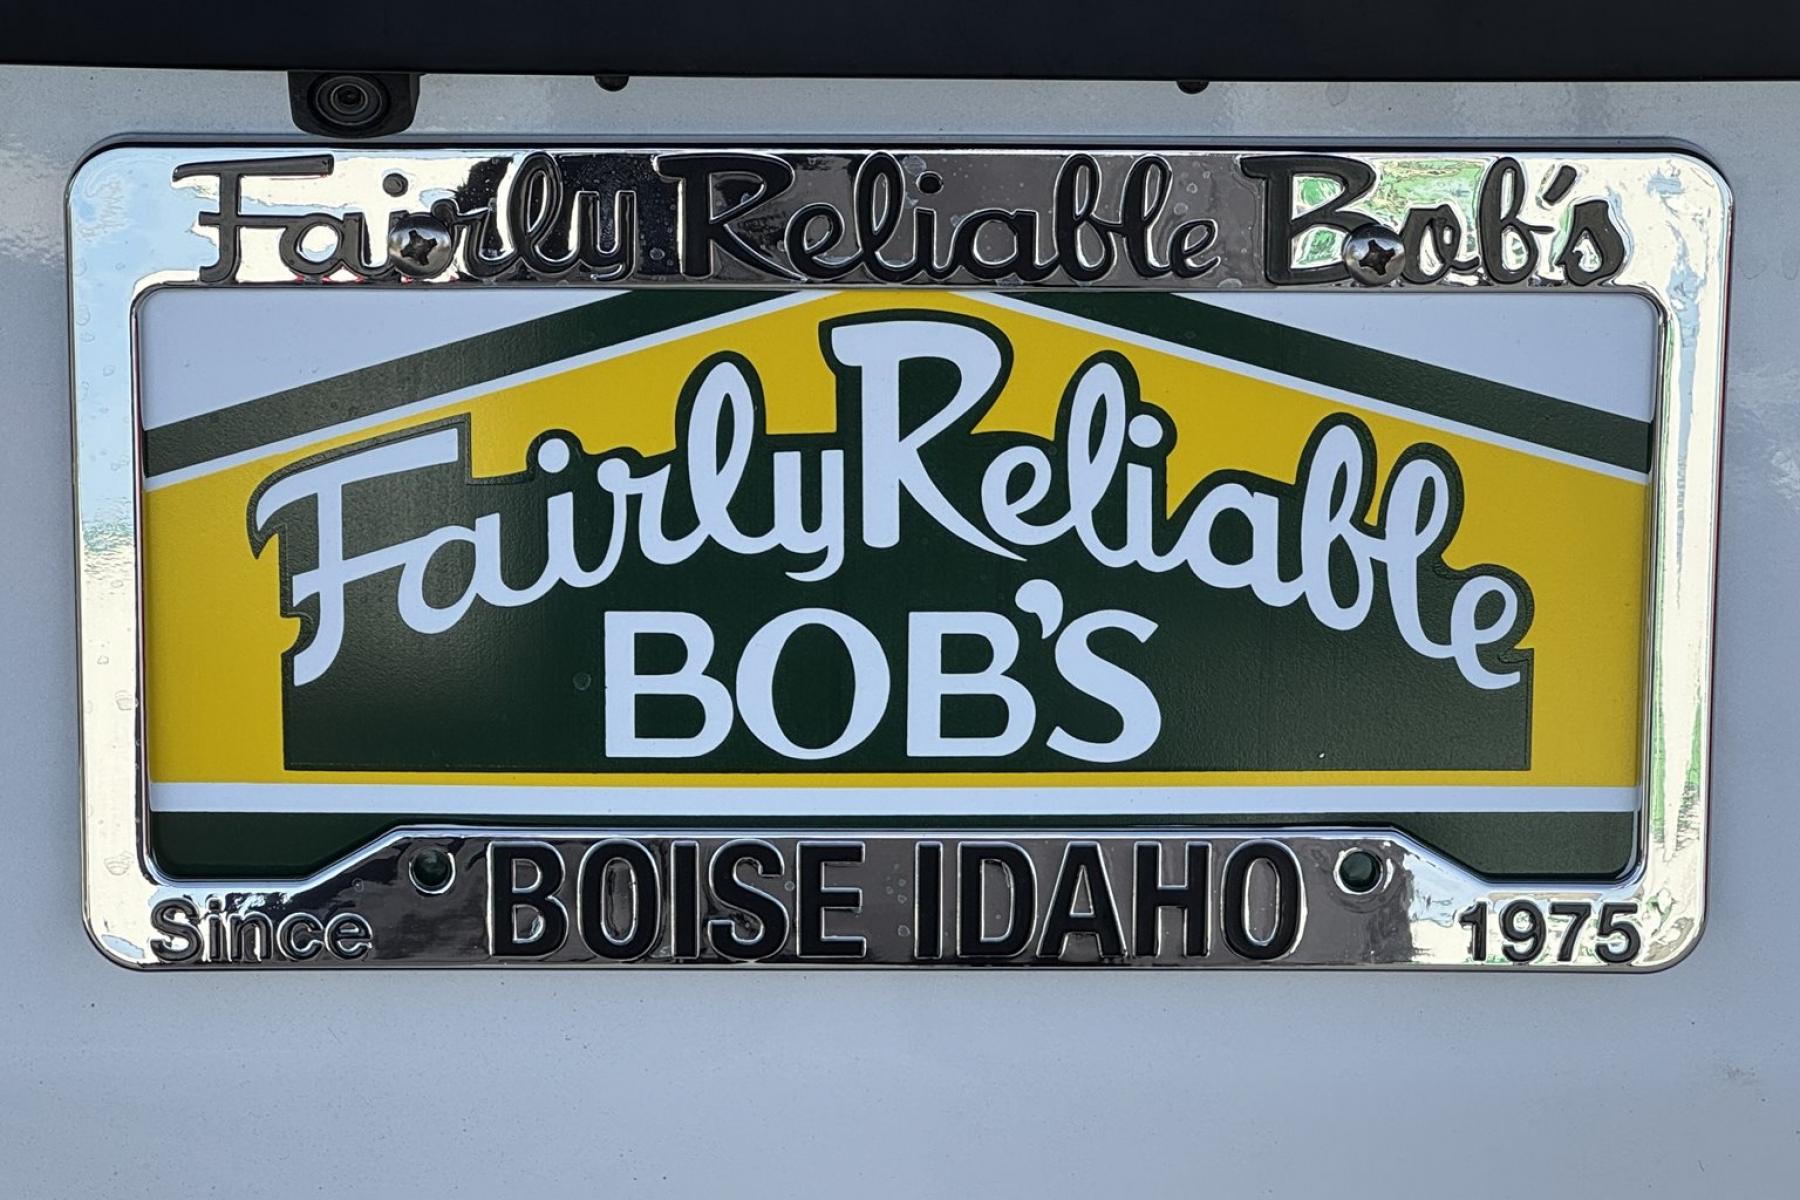 Fairly Reliable Bob's
Fairly Reliable
BOB'S
Since BOISE IDAHO 1975